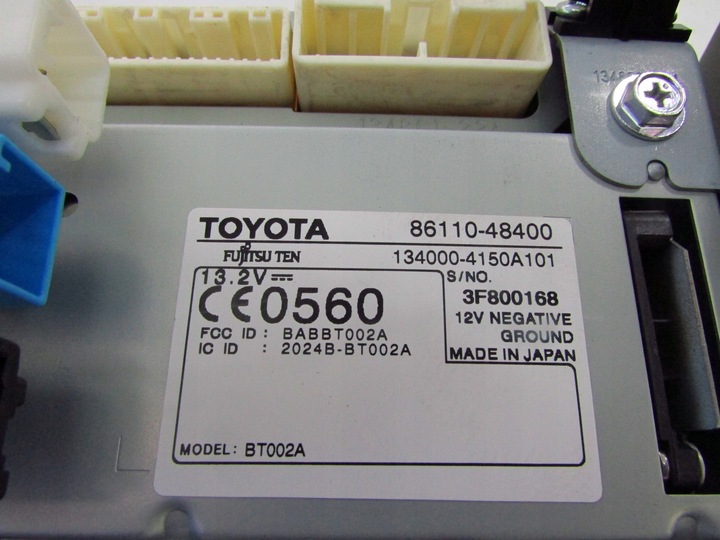 TOYOTA 86110-48400
FUJITSU TEN 134000-4150A101
13.2V S/NO.
CE0560 3F800168
12V NEGATIVE
GROUND
FCC ID : BABBT002A
IC ID : 2024B-BT002A
MADE IN JAPAN
MODEL: BT002A